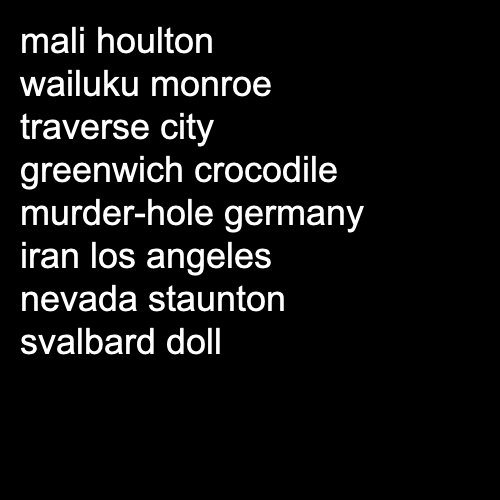 mali houlton
wailuku monroe
traverse city
greenwich crocodile
murder-hole germany
iran los angeles
nevada staunton
svalbard doll